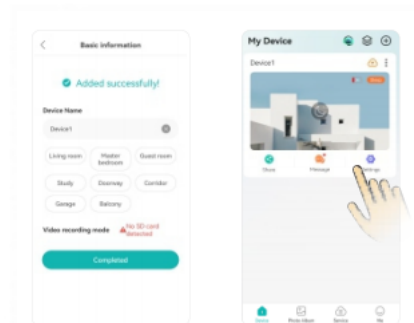 Basic information
Added successfully!
Device Name
Device1
Living room
Master
bedroom
Guest room
Study
Doorway
Corridor
Garage
Balcony
Video recording mode
No SD card
detected
Completed
My Device
Device1
Share
Message
Settings
Device
Photo Album
Service
Me